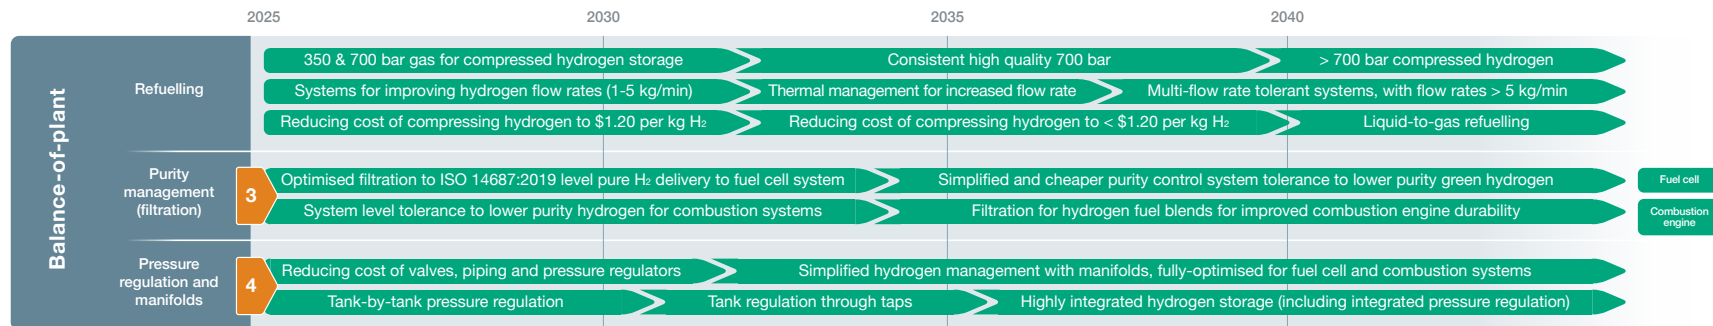 2025
2030
2035
2040
Balance-of-plant
Refuelling
350 & 700 bar gas for compressed hydrogen storage
Consistent high quality 700 bar
> 700 bar compressed hydrogen
Systems for improving hydrogen flow rates (1-5 kg/min)
Thermal management for increased flow rate
Multi-flow rate tolerant systems, with flow rates > 5 kg/min
Reducing cost of compressing hydrogen to $1.20 per kg H₂
Reducing cost of compressing hydrogen to < $1.20 per kg H₂
Liquid-to-gas refuelling
Purity
management
(filtration)
3
Optimised filtration to ISO 14687:2019 level pure H₂ delivery to fuel cell system
Simplified and cheaper purity control system tolerance to lower purity green hydrogen
Fuel cell
System level tolerance to lower purity hydrogen for combustion systems
Filtration for hydrogen fuel blends for improved combustion engine durability
Combustion
engine
Pressure
regulation and
manifolds
4
Reducing cost of valves, piping and pressure regulators
Simplified hydrogen management with manifolds, fully-optimised for fuel cell and combustion systems
Tank-by-tank pressure regulation
Tank regulation through taps
Highly integrated hydrogen storage (including integrated pressure regulation)